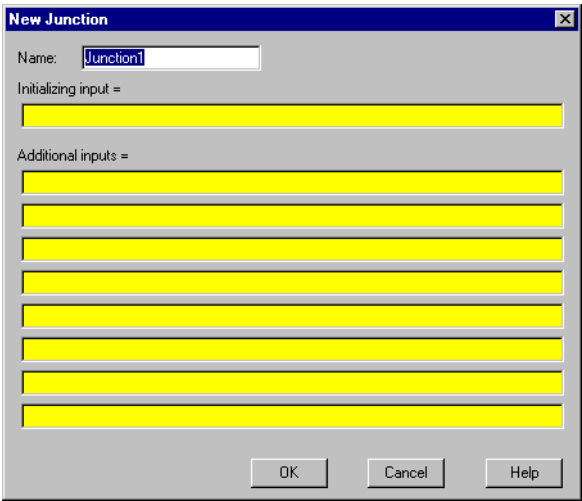 New Junction
Name: Junction1
Initializing input =
Additional inputs =
OK Cancel Help